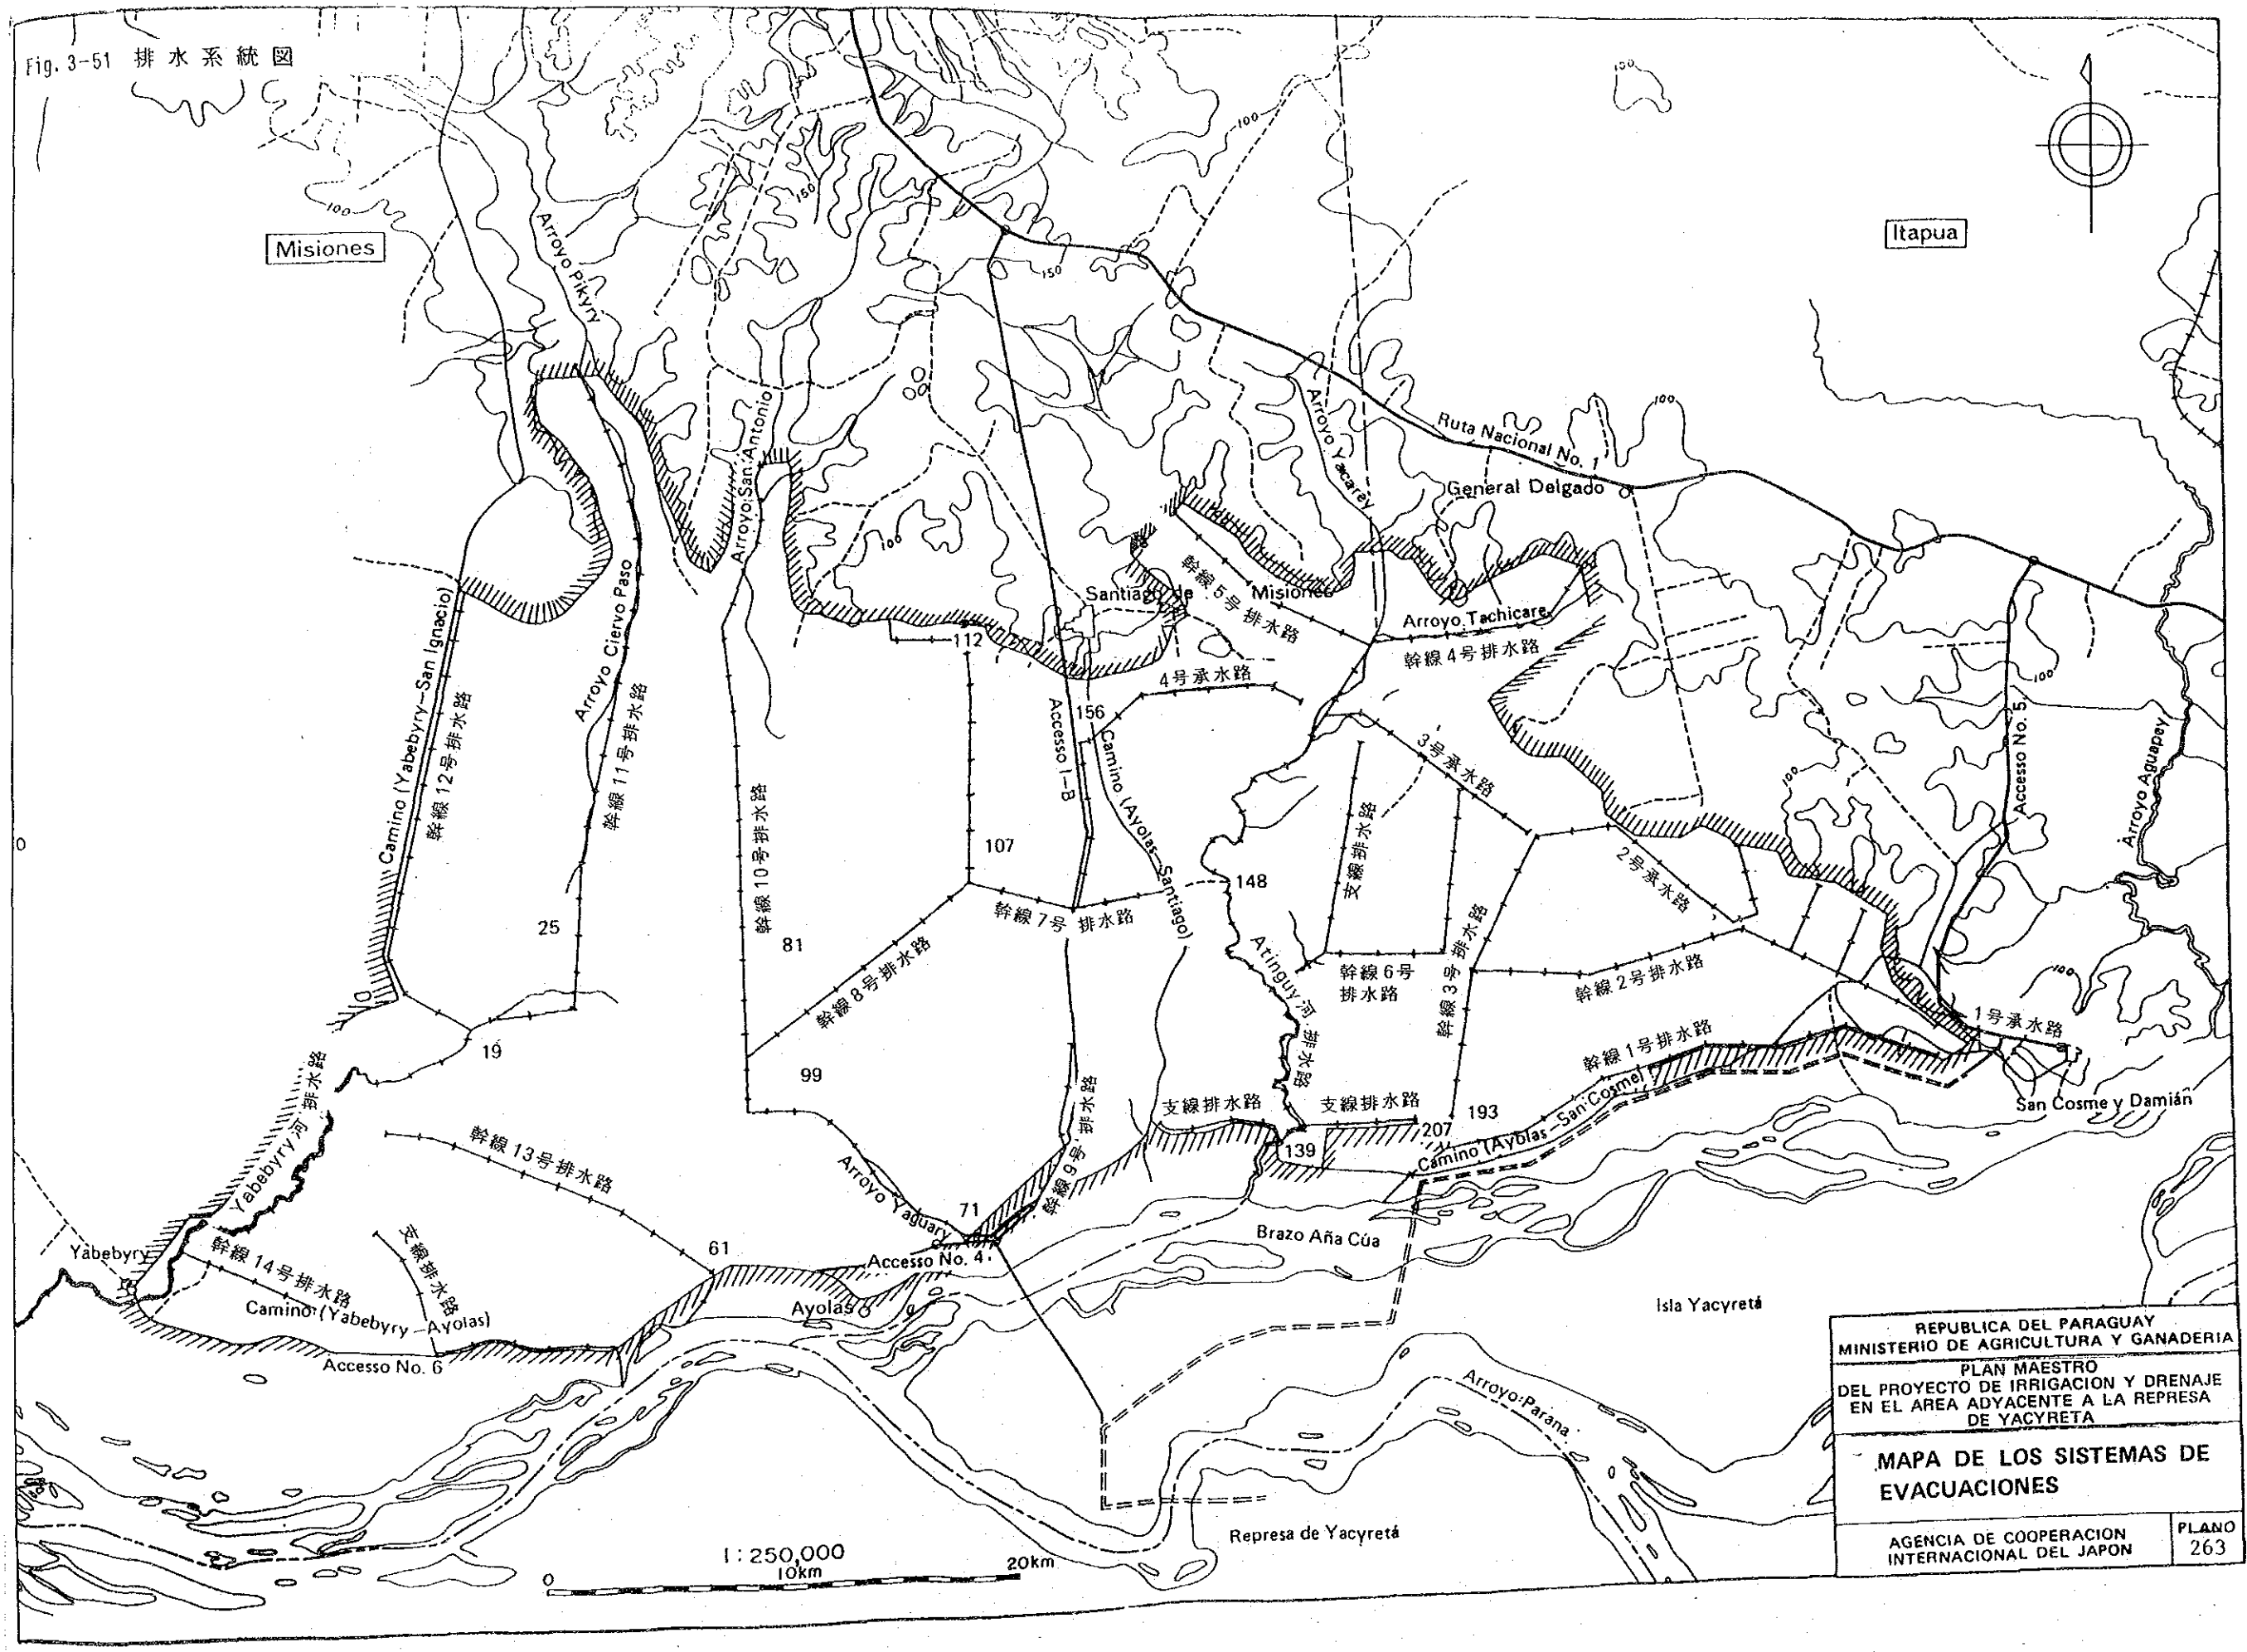 Fig. 3-51 排水系統図
Misiones
Itapua
100
100
100
150
150
100
100
100
100
100
Arroyo Pikyry
Arroyo San Antonio
Arroyo Yacarey
Ruta Nacional No. 1
General Delgado
Santiago de Misiones
幹線5号排水路
Arroyo Tachicare
幹線4号排水路
Camino (Yabebyry-San Ignacio)
幹線12号排水路
Arroyo Ciervo Paso
幹線11号排水路
112
4号承水路
156
Accesso 1-B
Camino (Ayolas-Santiago)
3号承水路
Accesso No. 5
Arroyo Aguapey
幹線10号排水路
107
148
支線排水路
2号承水路
25
81
幹線7号排水路
幹線8号排水路
Atinguy河排水路
幹線6号
排水路
幹線3号排水路
幹線2号排水路
1号承水路
幹線1号排水路
19
99
Yabebyry河排水路
支線排水路
支線排水路
193
207
139
Camino (Ayolas-San Cosme)
San Cosme y Damián
幹線13号排水路
Arroyo Yaguary
71
幹線9号排水路
Yabebyry
幹線14号排水路
支線排水路
61
Accesso No. 4
Brazo Aña Cúa
Camino (Yabebyry-Ayolas)
Ayolas
Isla Yacyretá
Accesso No. 6
Arroyo Parana
Represa de Yacyretá
1:250,000
0
10km
20km
REPUBLICA DEL PARAGUAY
MINISTERIO DE AGRICULTURA Y GANADERIA
PLAN MAESTRO
DEL PROYECTO DE IRRIGACION Y DRENAJE
EN EL AREA ADYACENTE A LA REPRESA
DE YACYRETA
MAPA DE LOS SISTEMAS DE
EVACUACIONES
AGENCIA DE COOPERACION
INTERNACIONAL DEL JAPON
PLANO
263